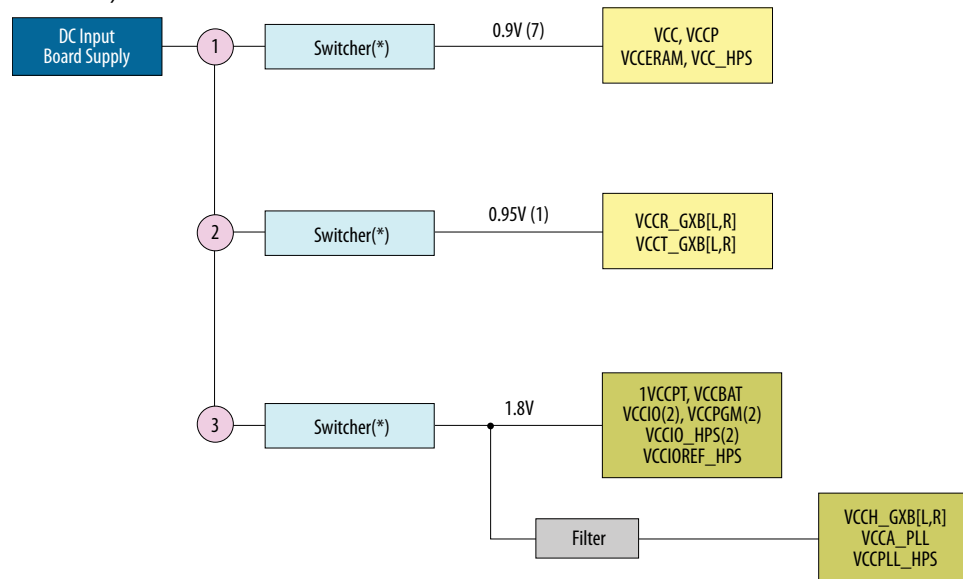 DC Input
Board Supply
1
Switcher(*)
0.9V (7)
VCC, VCCP
VCCERAM, VCC_HPS
2
Switcher(*)
0.95V (1)
VCCR_GXB[L,R]
VCCT_GXB[L,R]
3
Switcher(*)
1.8V
1VCCPT, VCCBAT
VCCIO(2), VCCPGM(2)
VCCIO_HPS(2)
VCCIOREF_HPS
Filter
VCCH_GXB[L,R]
VCCA_PLL
VCCPLL_HPS